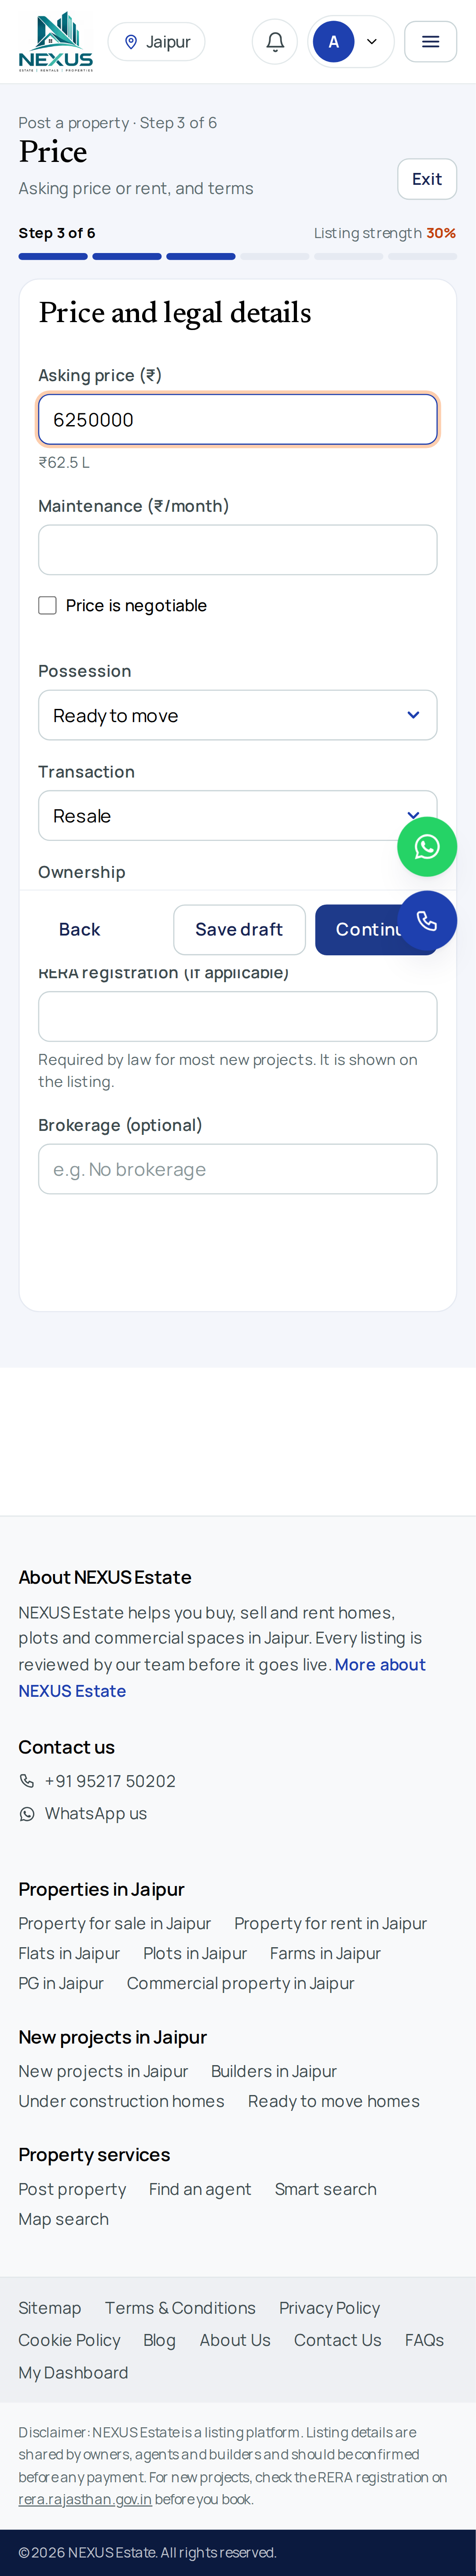 NEXUS
ESTATE | RENTALS | PROPERTIES
Jaipur
A
Post a property · Step 3 of 6
Price
Asking price or rent, and terms
Exit
Step 3 of 6
Listing strength 30%
Price and legal details
Asking price (₹)
6250000
₹62.5 L
Maintenance (₹/month)
Price is negotiable
Possession
Ready to move
Transaction
Resale
Ownership
Back
Save draft
RERA registration (if applicable)
Required by law for most new projects. It is shown on
the listing.
Brokerage (optional)
e.g. No brokerage
About NEXUS Estate
NEXUS Estate helps you buy, sell and rent homes,
plots and commercial spaces in Jaipur. Every listing is
reviewed by our team before it goes live. More about
NEXUS Estate
Contact us
+91 95217 50202
WhatsApp us
Properties in Jaipur
Property for sale in Jaipur Property for rent in Jaipur
Flats in Jaipur Plots in Jaipur Farms in Jaipur
PG in Jaipur Commercial property in Jaipur
New projects in Jaipur
New projects in Jaipur Builders in Jaipur
Under construction homes Ready to move homes
Property services
Post property Find an agent Smart search
Map search
Sitemap Terms & Conditions Privacy Policy
Cookie Policy Blog About Us Contact Us FAQs
My Dashboard
Disclaimer: NEXUS Estate is a listing platform. Listing details are
shared by owners, agents and builders and should be confirmed
before any payment. For new projects, check the RERA registration on
rera.rajasthan.gov.in before you book.
© 2026 NEXUS Estate. All rights reserved.